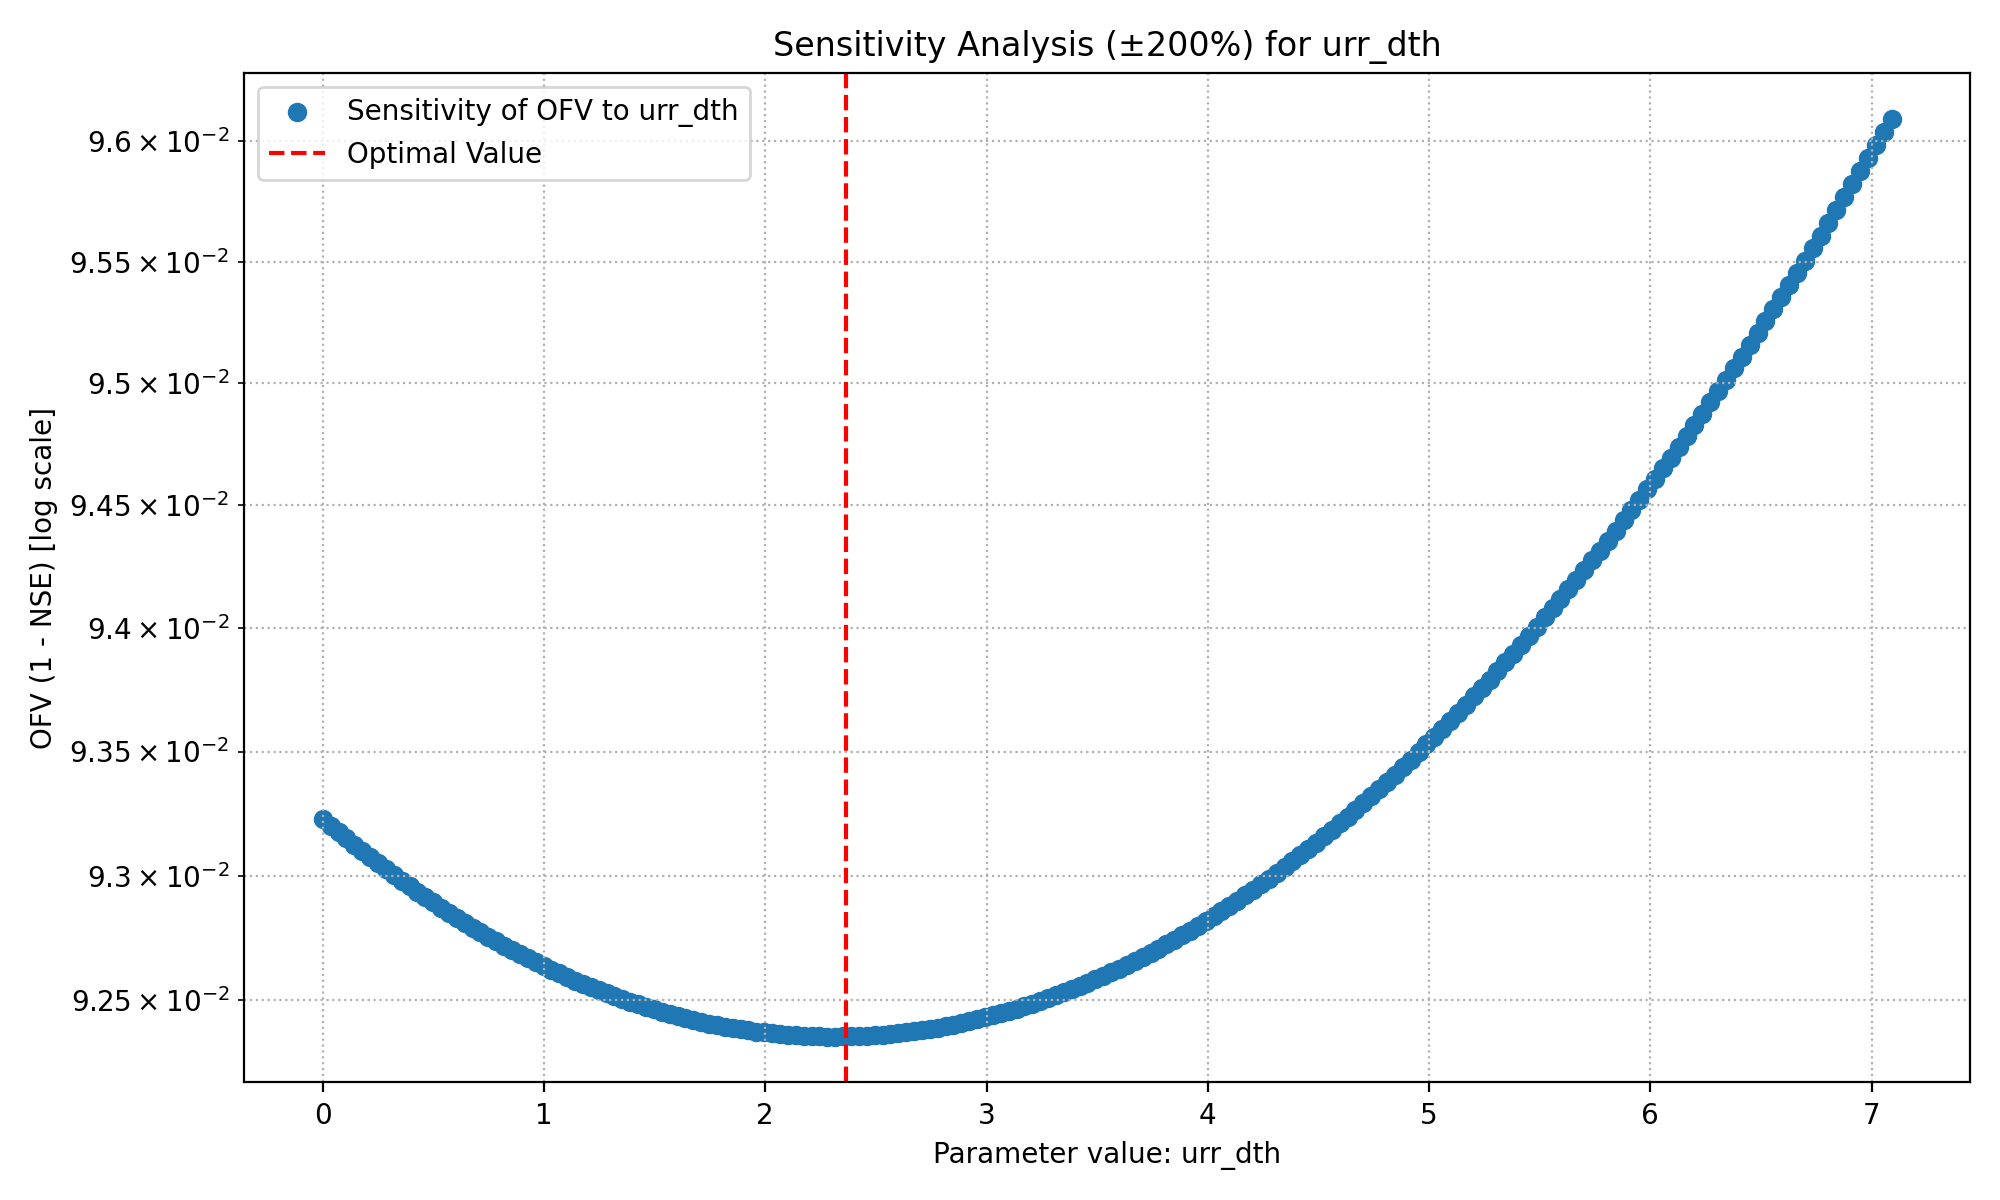 Sensitivity Analysis (±200%) for urr_dth
Sensitivity of OFV to urr_dth
Optimal Value
OFV (1 - NSE) [log scale]
9.6 × 10⁻²
9.55 × 10⁻²
9.5 × 10⁻²
9.45 × 10⁻²
9.4 × 10⁻²
9.35 × 10⁻²
9.3 × 10⁻²
9.25 × 10⁻²
0 1 2 3 4 5 6 7
Parameter value: urr_dth